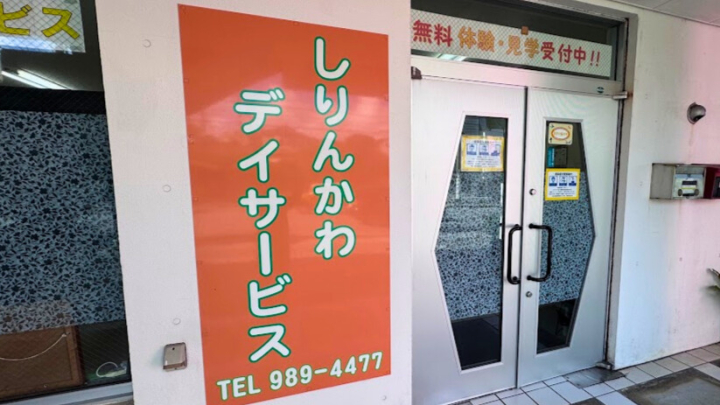 ビス
しりんかわ
デイサービス
TEL 989-4477
無料 体験・見学受付中!!